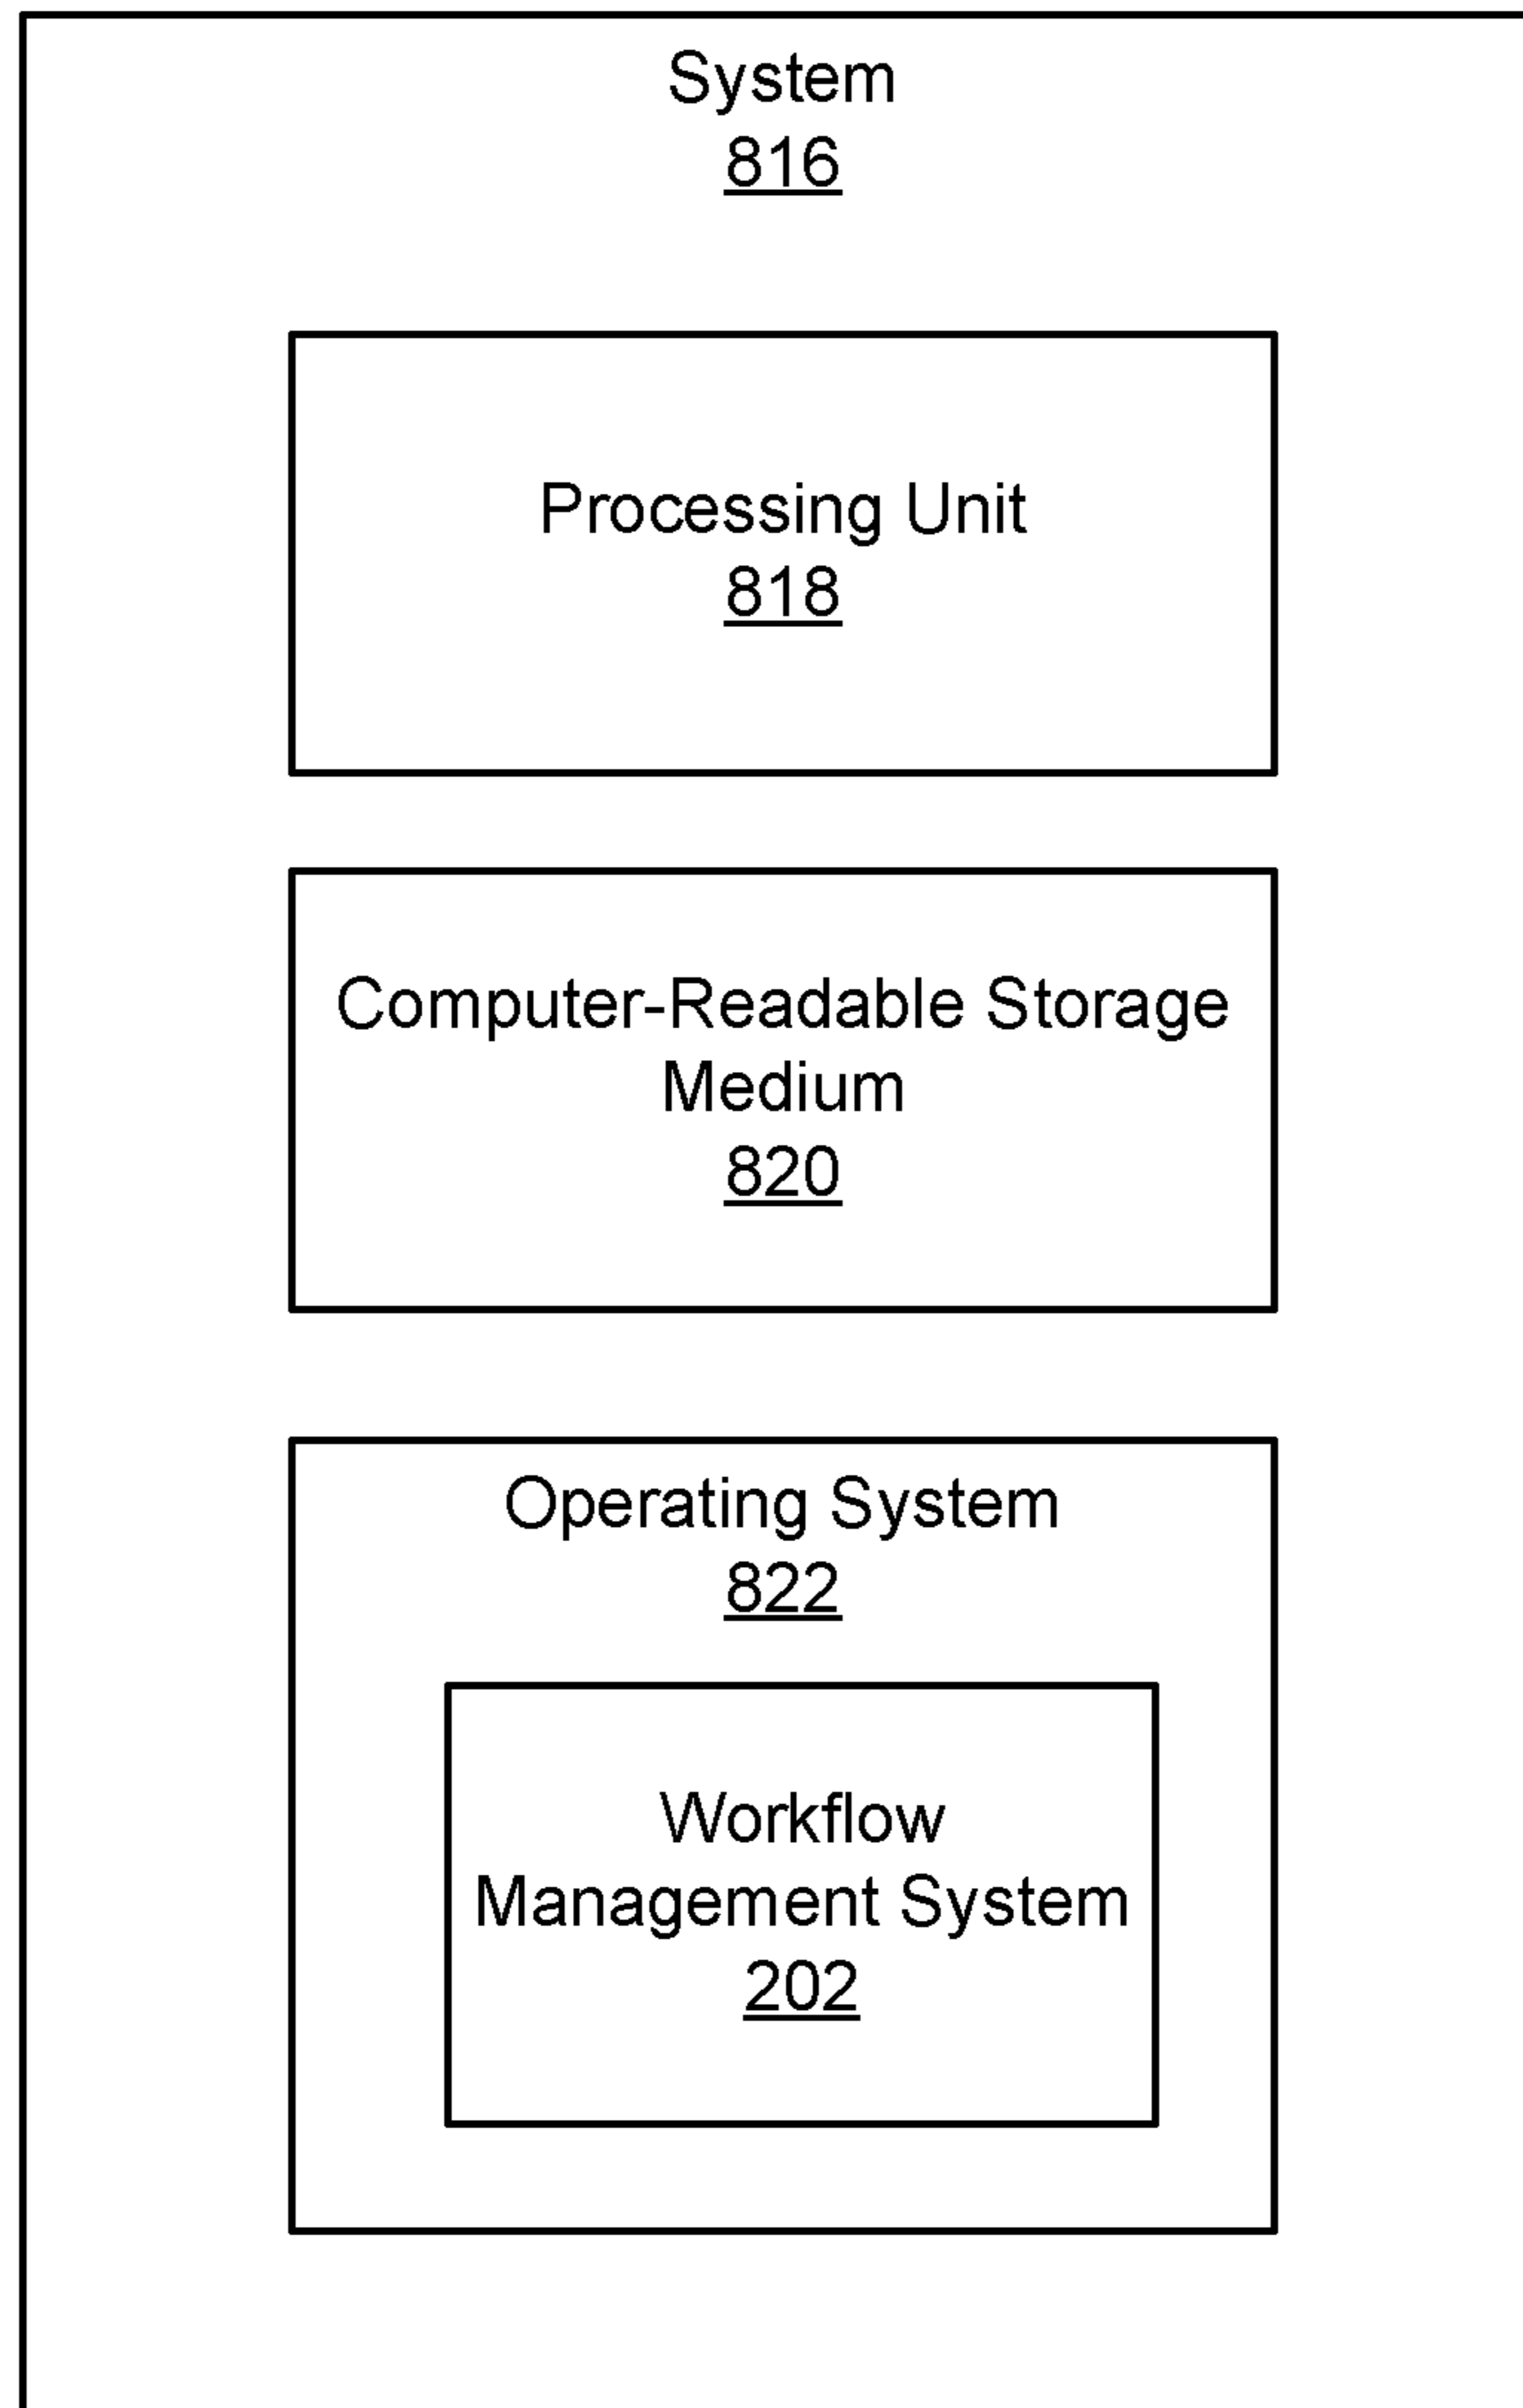 System
816
Processing Unit
818
Computer-Readable Storage
Medium
820
Operating System
822
Workflow
Management System
202